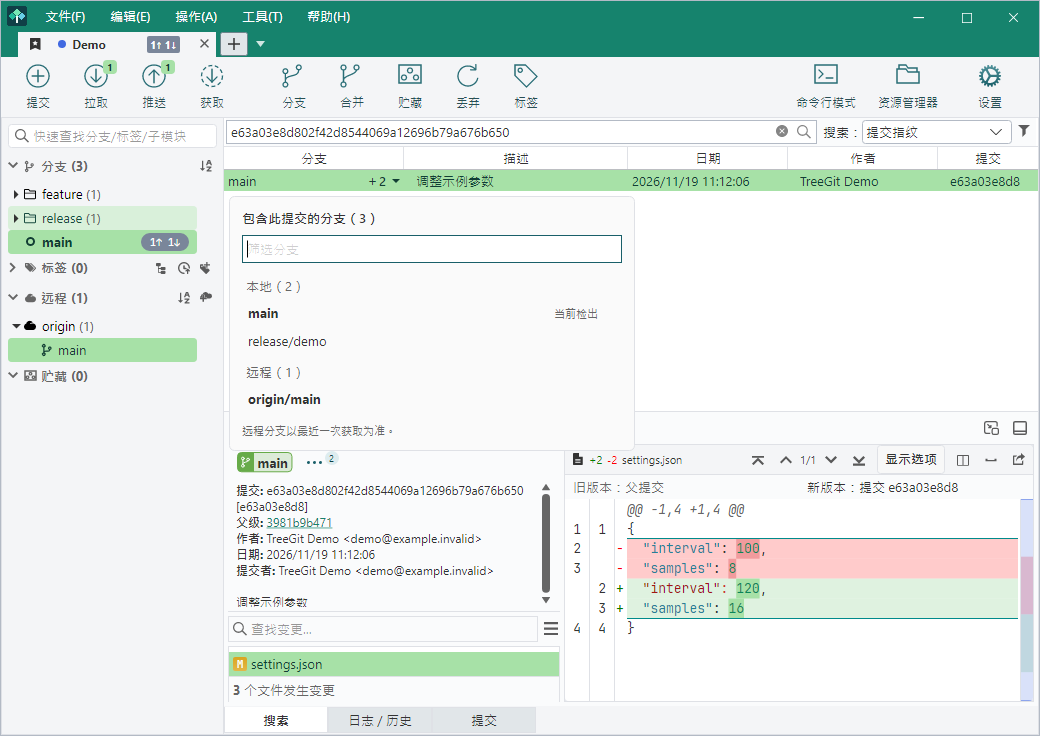 文件(F) 编辑(E) 操作(A) 工具(T) 帮助(H)
Demo 1↑ 1↓
1 1
提交 拉取 推送 获取 分支 合并 贮藏 丢弃 标签 命令行模式 资源管理器 设置
快速查找分支/标签/子模块
分支 (3)
feature (1)
release (1)
main 1↑ 1↓
标签 (0)
远程 (1)
origin (1)
main
贮藏 (0)
e63a03e8d802f42d8544069a12696b79a676b650 搜索： 提交指纹
分支 描述 日期 作者 提交
main +2 调整示例参数 2026/11/19 11:12:06 TreeGit Demo e63a03e8d8
包含此提交的分支（3）
筛选分支
本地（2）
main 当前检出
release/demo
远程（1）
origin/main
远程分支以最近一次获取为准。
main ••• 2
提交: e63a03e8d802f42d8544069a12696b79a676b650
[e63a03e8d8]
父级: 3981b9b471
作者: TreeGit Demo <demo@example.invalid>
日期: 2026/11/19 11:12:06
提交者: TreeGit Demo <demo@example.invalid>
调整示例参数
查找变更...
M settings.json
3 个文件发生变更
+2 -2 settings.json 1/1 显示选项
旧版本：父提交 新版本：提交 e63a03e8d8
@@ -1,4 +1,4 @@
1 1 {
2 - "interval": 100,
3 - "samples": 8
2 + "interval": 120,
3 + "samples": 16
4 4 }
搜索 日志 / 历史 提交